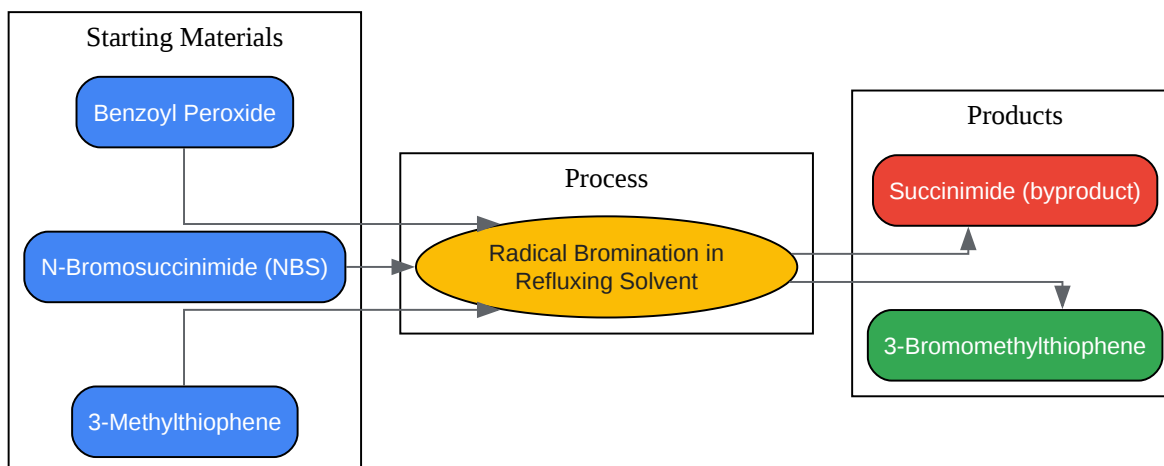 Starting Materials
Benzoyl Peroxide
N-Bromosuccinimide (NBS)
3-Methylthiophene
Process
Radical Bromination in
Refluxing Solvent
Products
Succinimide (byproduct)
3-Bromomethylthiophene